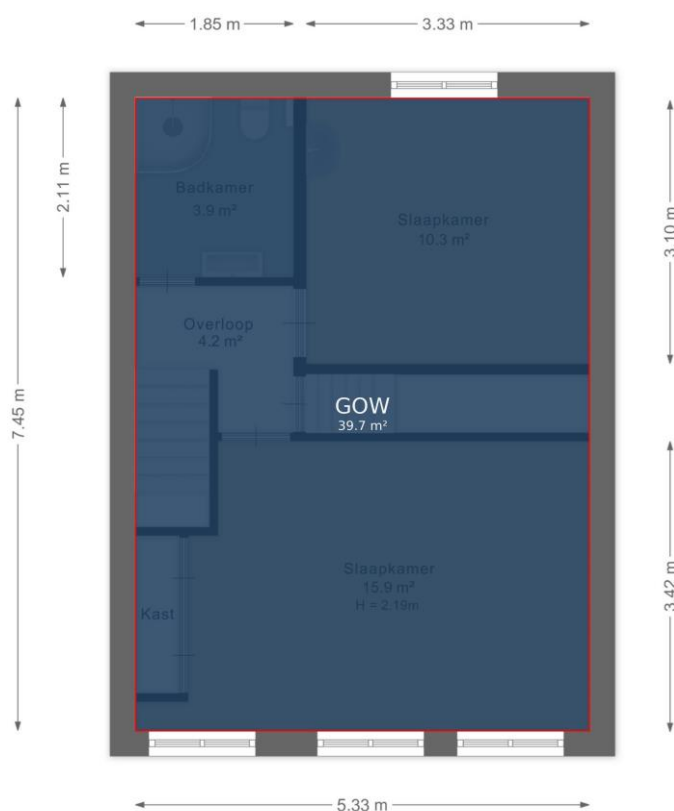 1.85 m
3.33 m
2.11 m
7.45 m
3.10 m
3.42 m
Badkamer
3.9 m²
Slaapkamer
10.3 m²
Overloop
4.2 m²
GOW
39.7 m²
Slaapkamer
15.9 m²
H = 2.19m
Kast
5.33 m